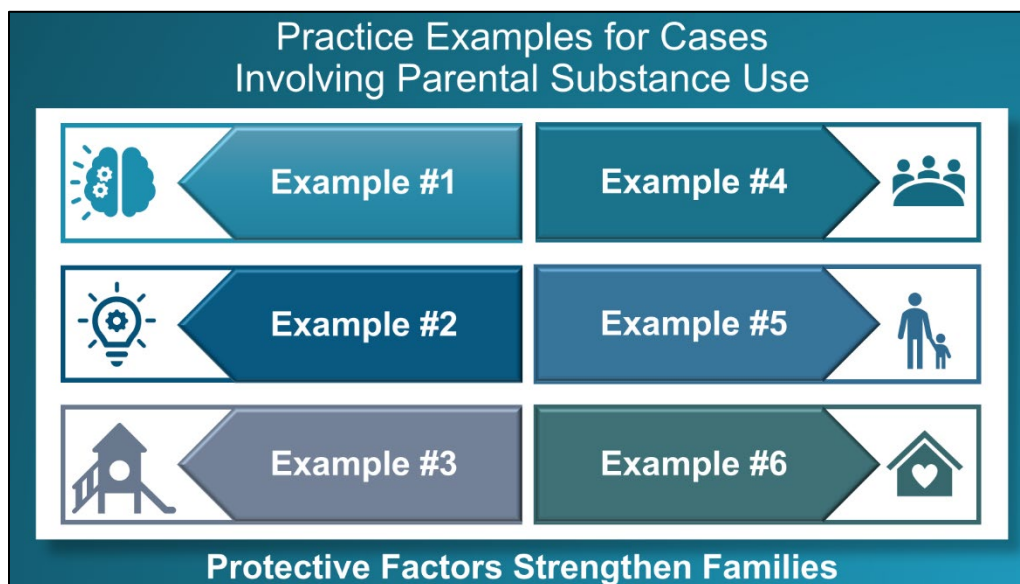 Practice Examples for Cases
Involving Parental Substance Use
Example #1
Example #2
Example #3
Example #4
Example #5
Example #6
Protective Factors Strengthen Families